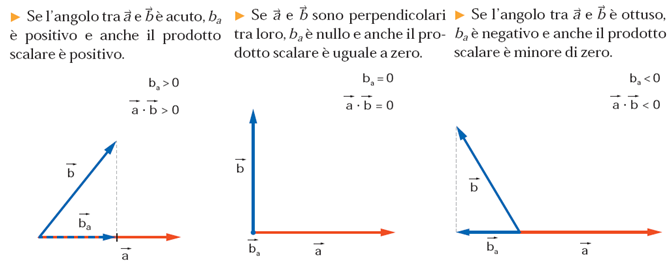 ► Se l'angolo tra a⃗ e b⃗ è acuto, bₐ
è positivo e anche il prodotto
scalare è positivo.
bₐ > 0
a⃗ · b⃗ > 0
b⃗
b⃗ₐ
a⃗
► Se a⃗ e b⃗ sono perpendicolari
tra loro, bₐ è nullo e anche il pro-
dotto scalare è uguale a zero.
bₐ = 0
a⃗ · b⃗ = 0
b⃗
b⃗ₐ
a⃗
► Se l'angolo tra a⃗ e b⃗ è ottuso,
bₐ è negativo e anche il prodotto
scalare è minore di zero.
bₐ < 0
a⃗ · b⃗ < 0
b⃗
b⃗ₐ
a⃗